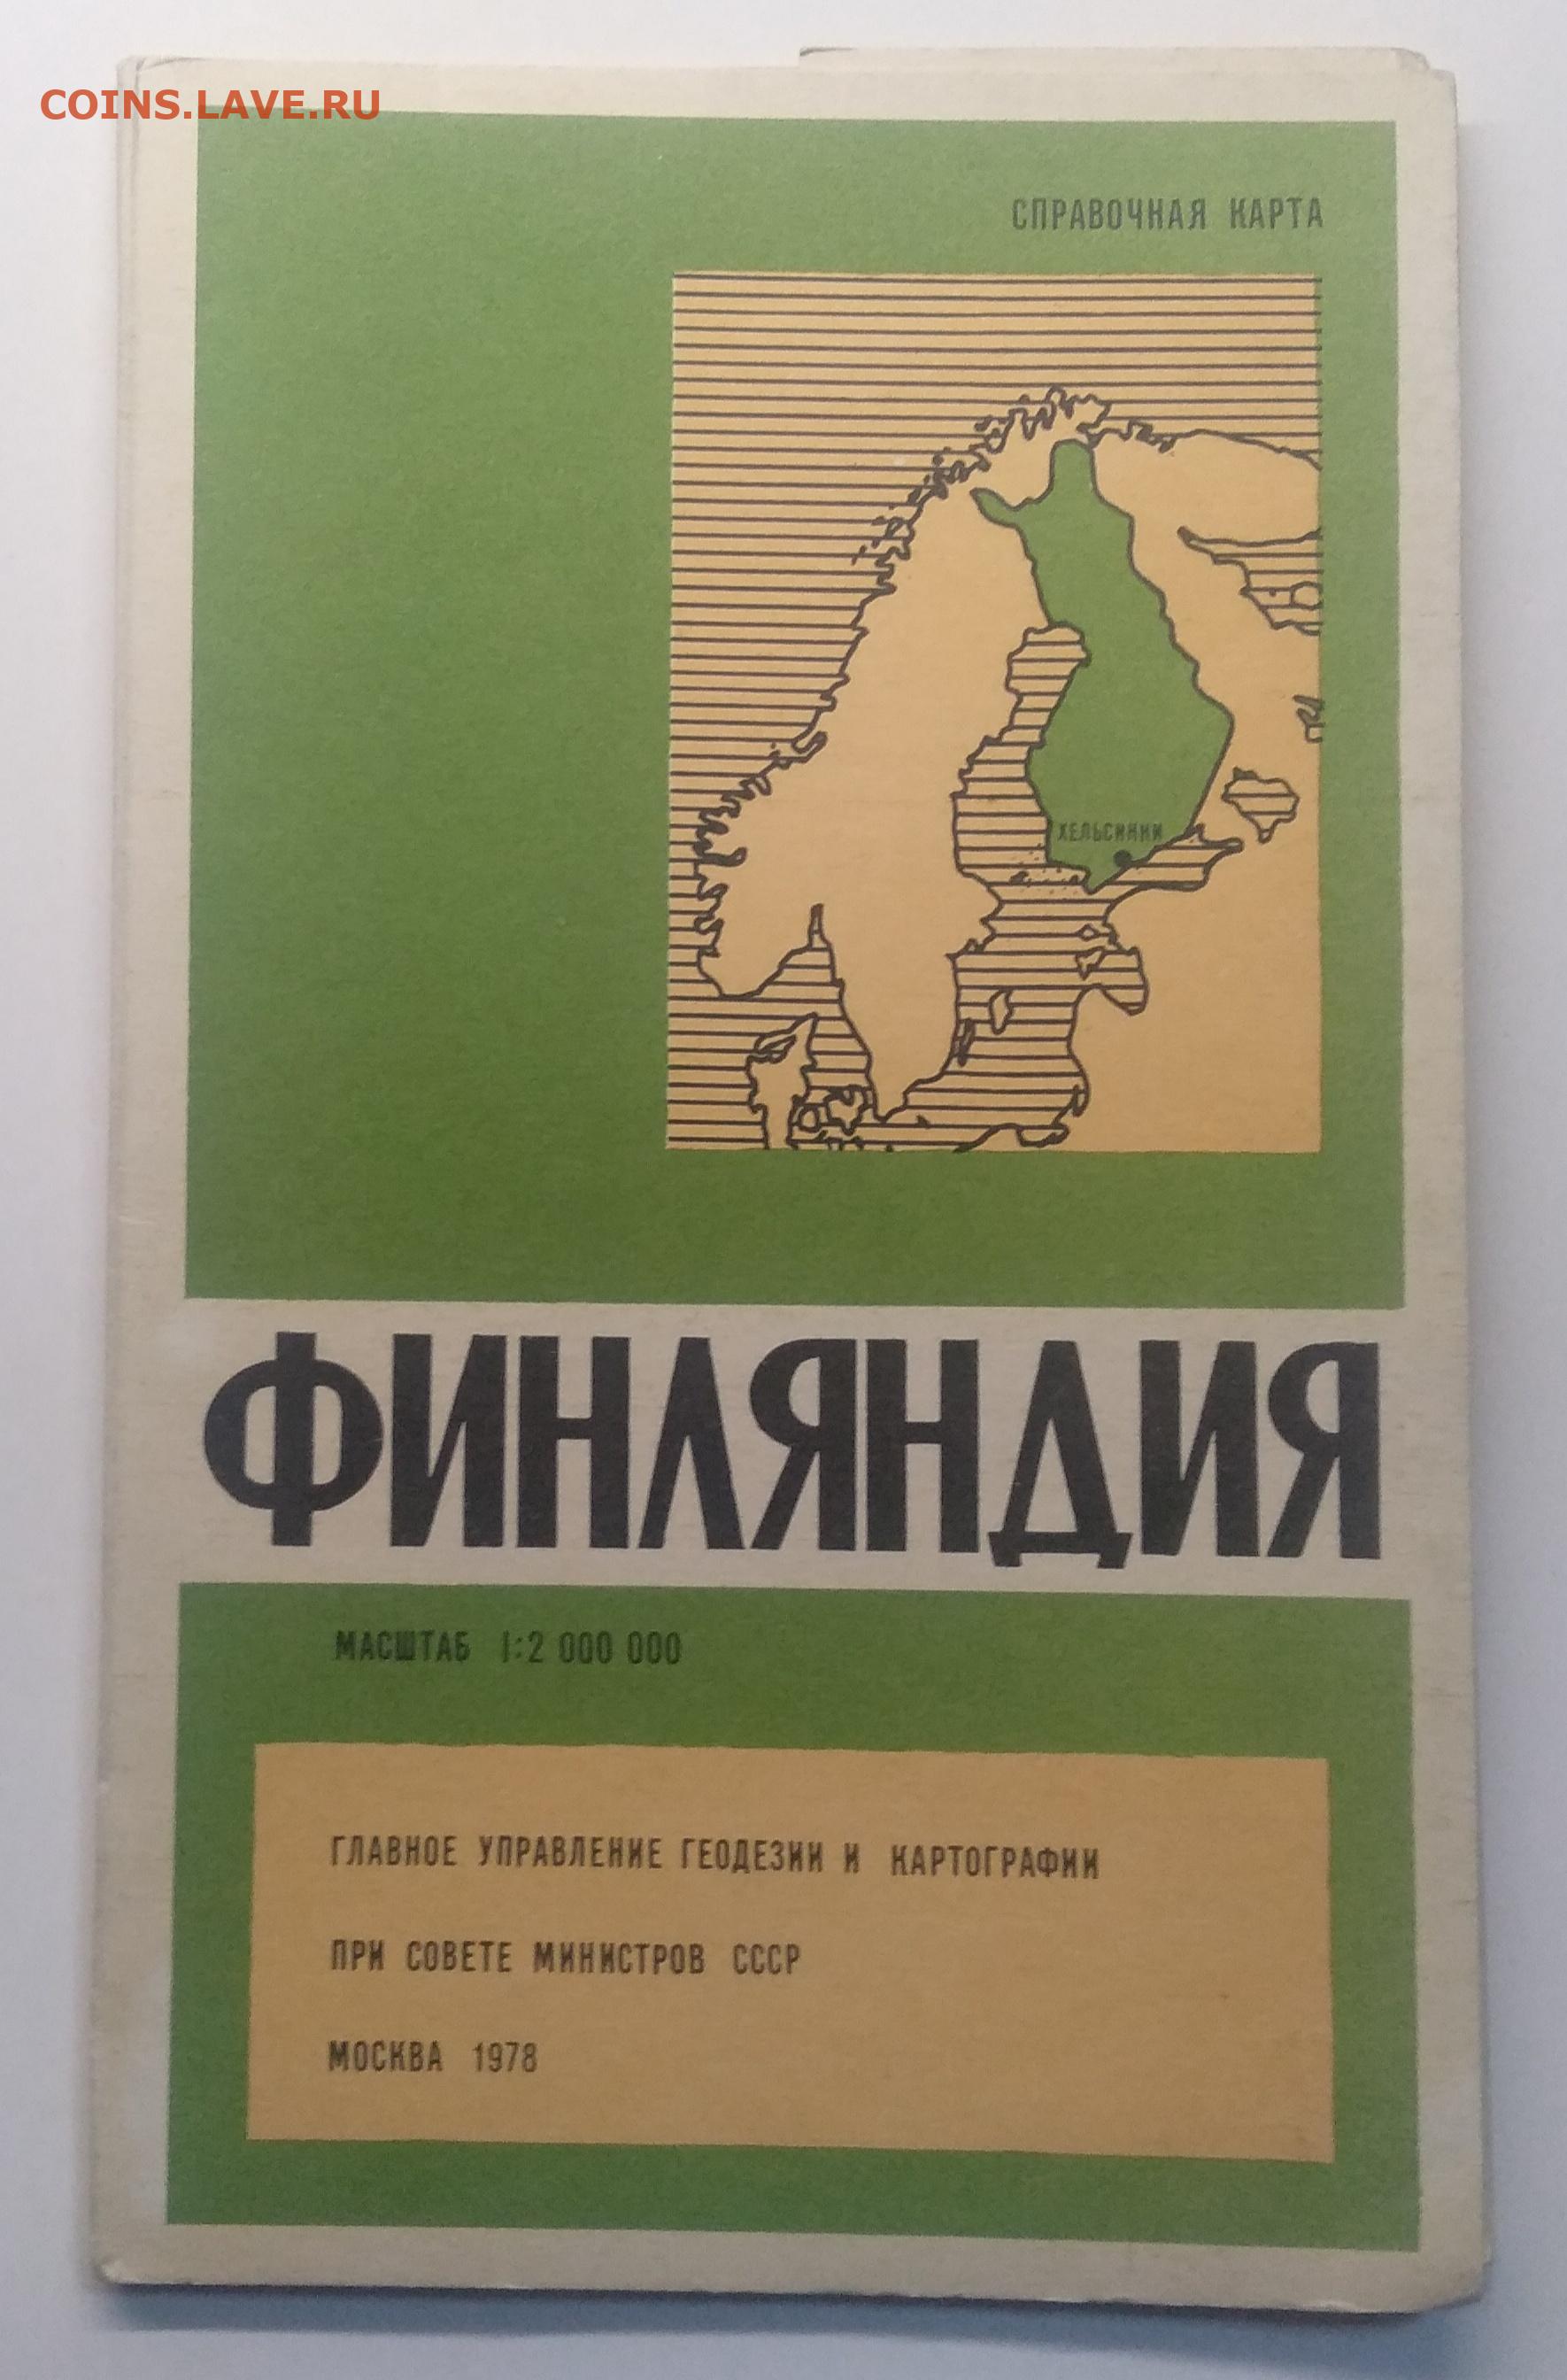 COINS.LAVE.RU
СПРАВОЧНАЯ КАРТА
ХЕЛЬСИНКИ
ФИНЛЯНДИЯ
МАСШТАБ 1:2 000 000
ГЛАВНОЕ УПРАВЛЕНИЕ ГЕОДЕЗИИ И КАРТОГРАФИИ
ПРИ СОВЕТЕ МИНИСТРОВ СССР
МОСКВА 1978